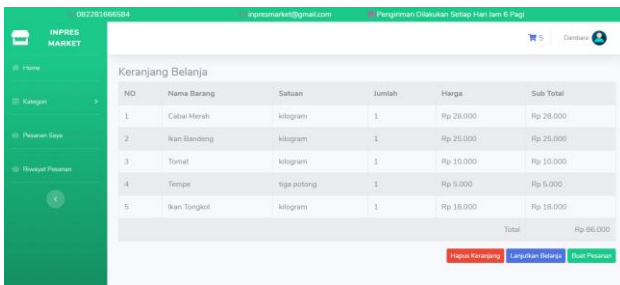 082281666584 inpresmarket@gmail.com Pengiriman Dilakukan Setiap Hari Jam 6 Pagi
INPRES
MARKET
5
Home
Kategori
Pesanan Saya
Riwayat Pesanan
Keranjang Belanja
NO Nama Barang Satuan Jumlah Harga Sub Total
1 Cabai Merah kilogram 1 Rp 28.000 Rp 28.000
2 Ikan Bandeng kilogram 1 Rp 25.000 Rp 25.000
3 Tomat kilogram 1 Rp 10.000 Rp 10.000
4 Tempe tiga potong 1 Rp 5.000 Rp 5.000
5 Ikan Tongkol kilogram 1 Rp 18.000 Rp 18.000
Total Rp 86.000
Hapus Keranjang Lanjutkan Belanja Buat Pesanan